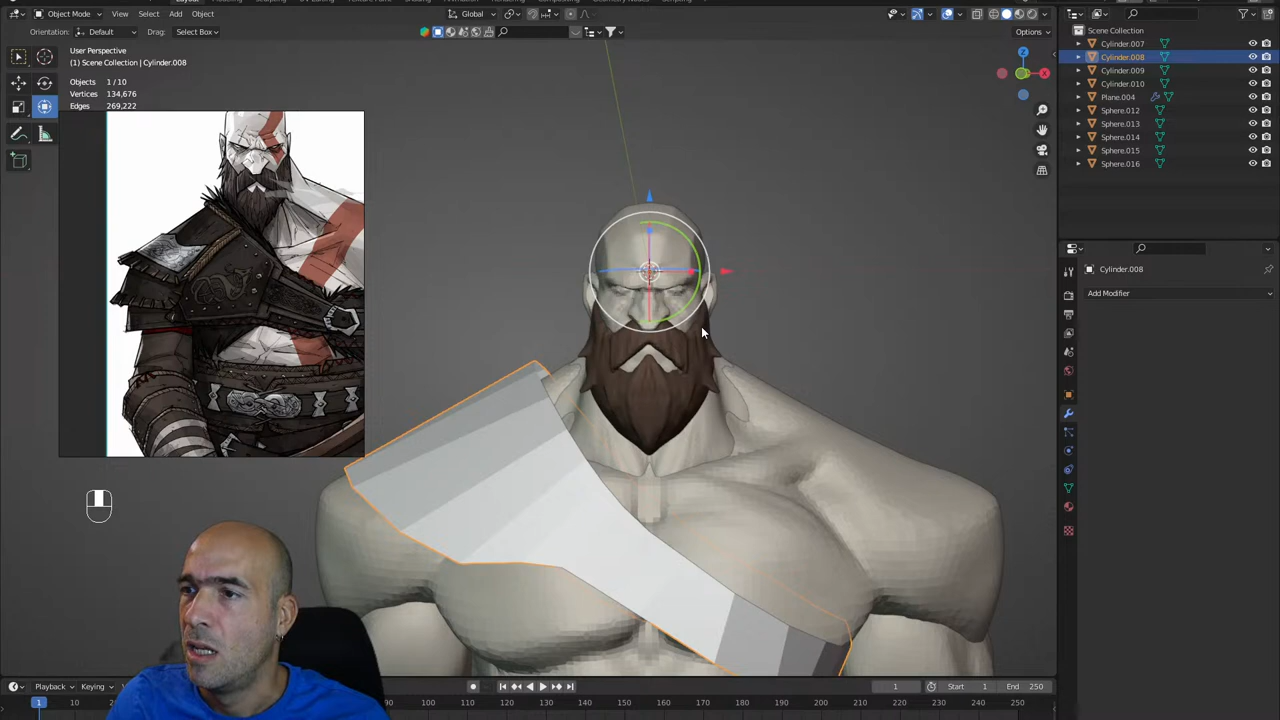 Object Mode
View
Select
Add
Object
Global
Orientation:
Default
Drag:
Select Box
Options
User Perspective
(1) Scene Collection | Cylinder.008
Objects 1 / 10
Vertices 134,676
Edges 269,222
Z
X
Scene Collection
Cylinder.007
Cylinder.008
Cylinder.009
Cylinder.010
Plane.004
Sphere.012
Sphere.013
Sphere.014
Sphere.015
Sphere.016
Cylinder.008
Add Modifier
Playback
Keying
1
Start 1
End 250
1 10 100 110 120 130 140 150 160 170 180 190 200 210 220 230 240 250